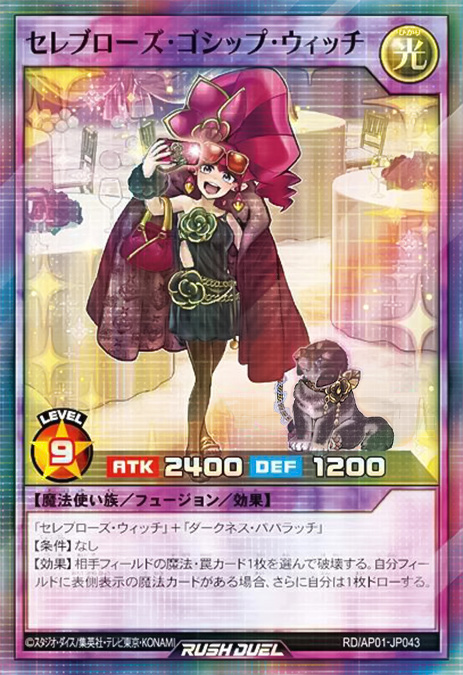 セレブローズ・ゴシップ・ウィッチ
ひかり
光
LEVEL
9
ATK 2400 DEF 1200
【魔法使い族/フュージョン/効果】
「セレブローズ・ウィッチ」+「ダークネス・パパラッチ」
【条件】なし
【効果】相手フィールドの魔法・罠カード1枚を選んで破壊する。自分フィー
ルドに表側表示の魔法カードがある場合、さらに自分は1枚ドローする。
©スタジオ・ダイス/集英社・テレビ東京・KONAMI
RUSH DUEL
RD/AP01-JP043